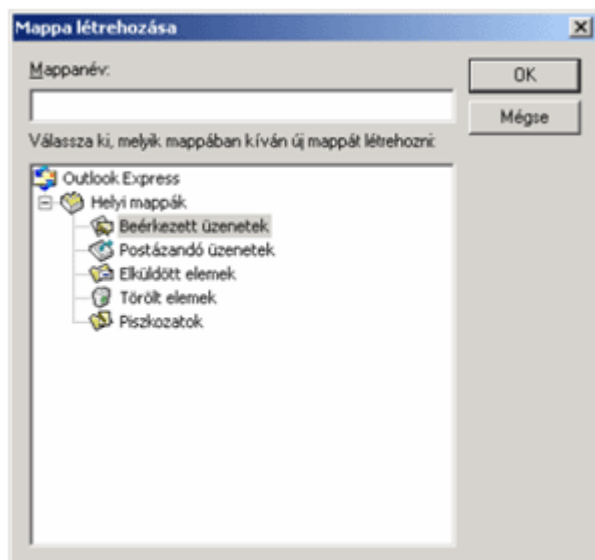 Mappa létrehozása
Mappanév:
OK
Mégse
Válassza ki, melyik mappában kíván új mappát létrehozni:
Outlook Express
Helyi mappák
Beérkezett üzenetek
Postázandó üzenetek
Elküldött elemek
Törölt elemek
Piszkozatok